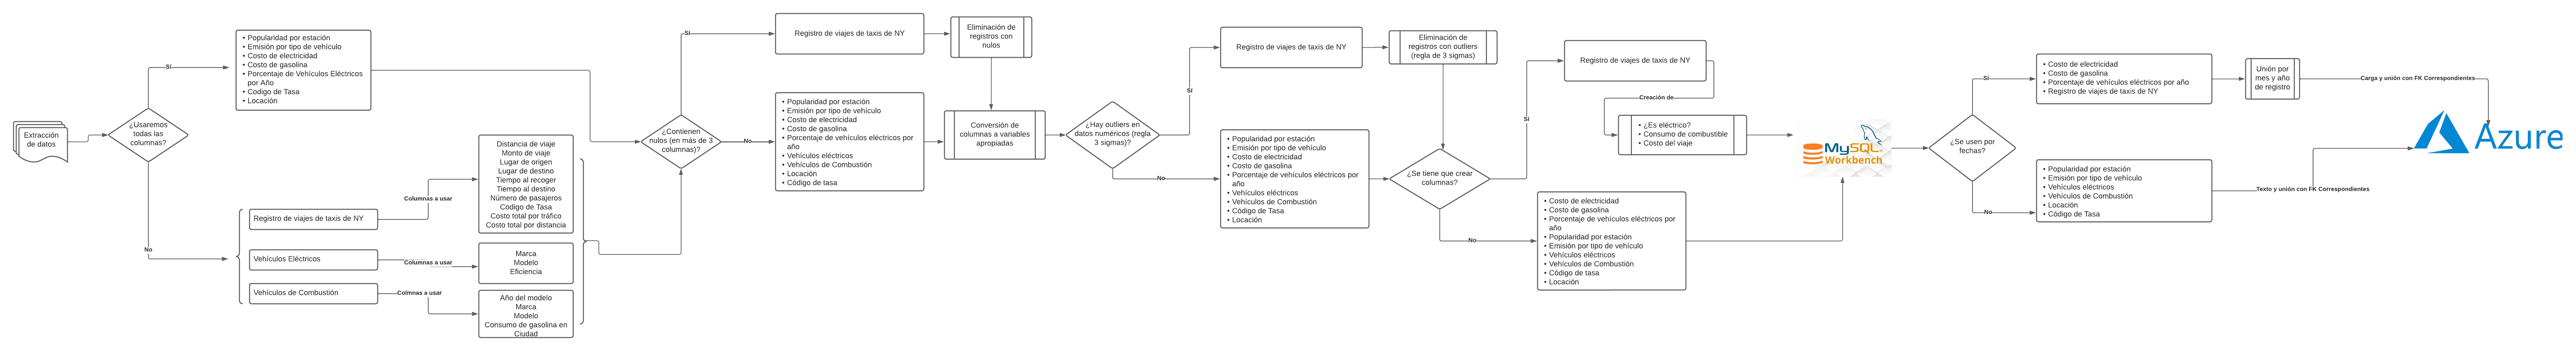 Extracción
de datos
¿Usaremos
todas las
columnas?
Sí
• Popularidad por estación
• Emisión por tipo de vehículo
• Costo de electricidad
• Costo de gasolina
• Porcentaje de Vehículos Eléctricos
por Año
• Codigo de Tasa
• Locación
No
Registro de viajes de taxis de NY
Columnas a usar
Distancia de viaje
Monto de viaje
Lugar de origen
Lugar de destino
Tiempo al recoger
Tiempo al destino
Número de pasajeros
Codigo de Tasa
Costo total por tráfico
Costo total por distancia
Vehículos Eléctricos
Columnas a usar
Marca
Modelo
Eficiencia
Vehículos de Combustión
Colmnas a usar
Año del modelo
Marca
Modelo
Consumo de gasolina en
Ciudad
¿Contienen
nulos (en más de 3
columnas)?
Sí
Registro de viajes de taxis de NY
Eliminación de
registros con
nulos
No
• Popularidad por estación
• Emisión por tipo de vehículo
• Costo de electricidad
• Costo de gasolina
• Porcentaje de vehículos eléctricos por
año
• Vehículos eléctricos
• Vehículos de Combustión
• Locación
• Código de tasa
Conversión de
columnas a variables
apropiadas
¿Hay outliers en
datos numéricos (regla
3 sigmas)?
Sí
Registro de viajes de taxis de NY
Eliminación de
registros con outliers
(regla de 3 sigmas)
No
• Popularidad por estación
• Emisión por tipo de vehículo
• Costo de electricidad
• Costo de gasolina
• Porcentaje de vehículos eléctricos por
año
• Vehículos eléctricos
• Vehículos de Combustión
• Código de Tasa
• Locación
¿Se tiene que crear
columnas?
Sí
Registro de viajes de taxis de NY
Creación de
• ¿Es eléctrico?
• Consumo de combustible
• Costo del viaje
No
• Costo de electricidad
• Costo de gasolina
• Porcentaje de vehículos eléctricos por
año
• Popularidad por estación
• Emisión por tipo de vehículo
• Vehículos eléctricos
• Vehículos de Combustión
• Código de tasa
• Locación
MySQL
Workbench
¿Se usen por
fechas?
Sí
• Costo de electricidad
• Costo de gasolina
• Porcentaje de vehículos eléctricos por año
• Registro de viajes de taxis de NY
Unión por
mes y año
de registro
Carga y unión con FK Correspondientes
No
• Popularidad por estación
• Emisión por tipo de vehículo
• Vehículos eléctricos
• Vehículos de Combustión
• Locación
• Código de Tasa
Texto y unión con FK Correspondientes
Azure